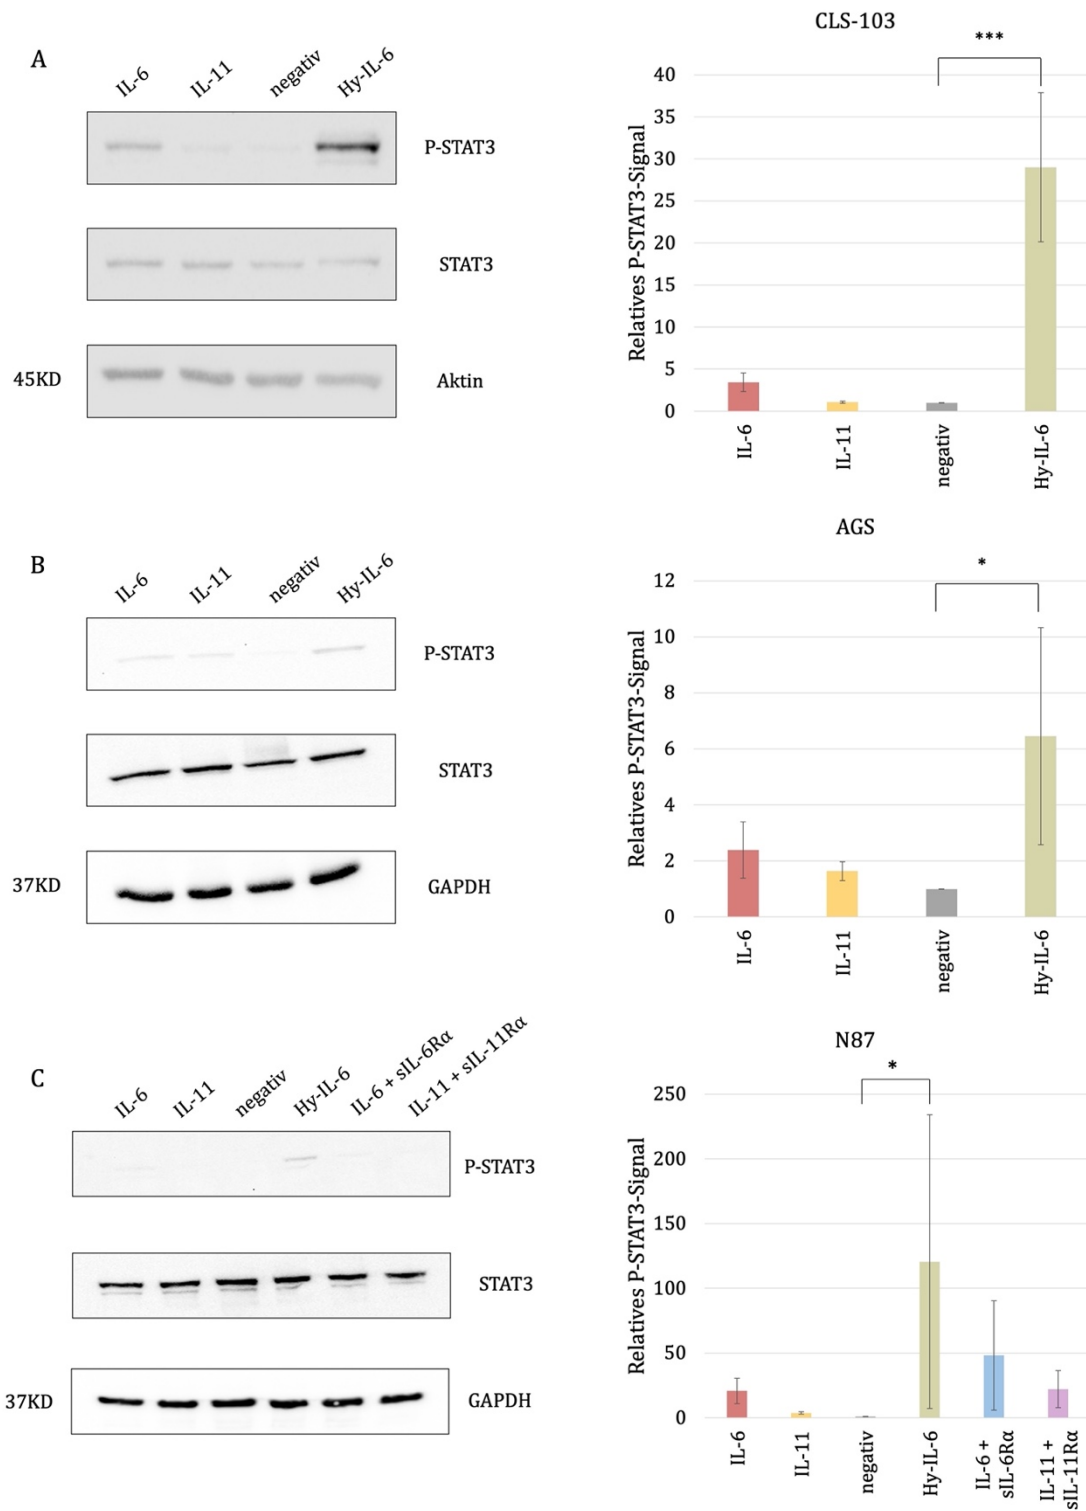 A
IL-6
IL-11
negativ
Hy-IL-6
P-STAT3
STAT3
45KD
Aktin
CLS-103
***
Relatives P-STAT3-Signal
40
35
30
25
20
15
10
5
0
IL-6
IL-11
negativ
Hy-IL-6
B
IL-6
IL-11
negativ
Hy-IL-6
P-STAT3
STAT3
37KD
GAPDH
AGS
*
Relatives P-STAT3-Signal
12
10
8
6
4
2
0
IL-6
IL-11
negativ
Hy-IL-6
C
IL-6
IL-11
negativ
Hy-IL-6
IL-6 + sIL-6Rα
IL-11 + sIL-11Rα
P-STAT3
STAT3
37KD
GAPDH
N87
*
Relatives P-STAT3-Signal
250
200
150
100
50
0
IL-6
IL-11
negativ
Hy-IL-6
IL-6 +
sIL-6Rα
IL-11 +
sIL-11Rα